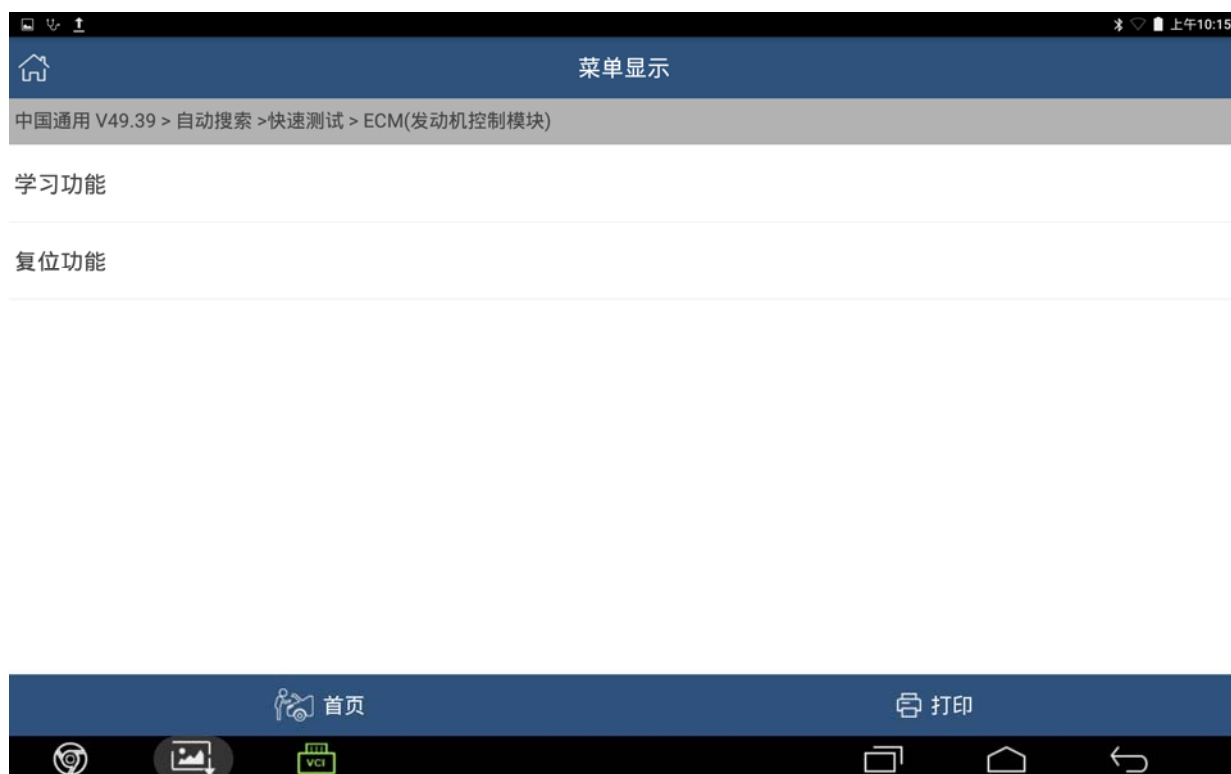 上午10:15
菜单显示
中国通用 V49.39 > 自动搜索 >快速测试 > ECM(发动机控制模块)
学习功能
复位功能
首页
打印
VCI